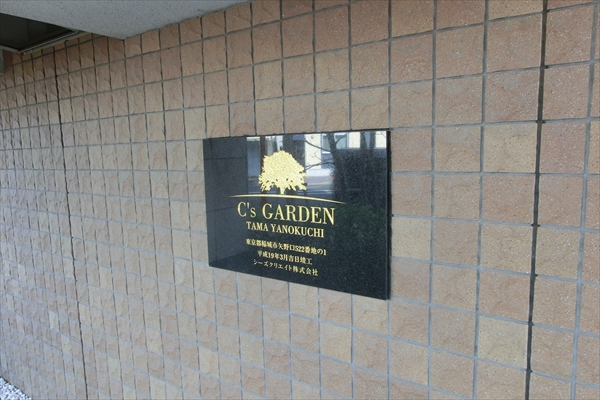 C's GARDEN
TAMA YANOKUCHI
東京都稲城市矢野口522番地の1
平成19年3月吉日竣工
シーズクリエイト株式会社